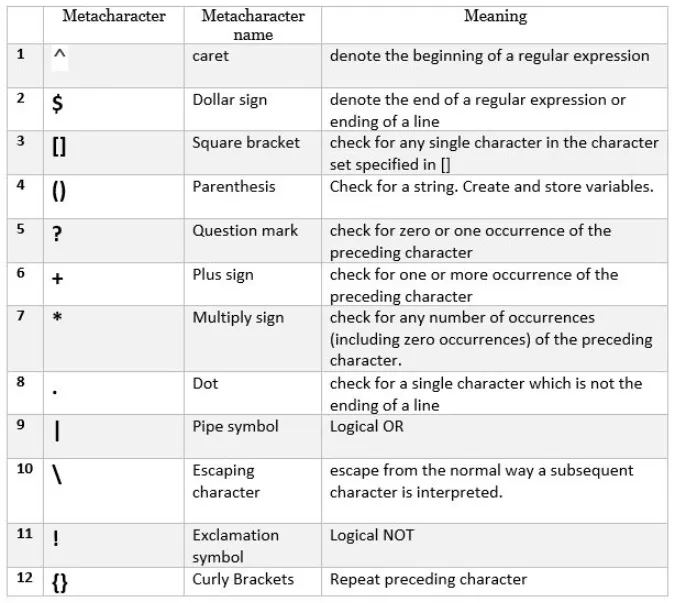 Metacharacter Metacharacter name Meaning
1 ^ caret denote the beginning of a regular expression
2 $ Dollar sign denote the end of a regular expression or
ending of a line
3 [] Square bracket check for any single character in the character
set specified in []
4 () Parenthesis Check for a string. Create and store variables.
5 ? Question mark check for zero or one occurrence of the
preceding character
6 + Plus sign check for one or more occurrence of the
preceding character
7 * Multiply sign check for any number of occurrences
(including zero occurrences) of the preceding
character.
8 . Dot check for a single character which is not the
ending of a line
9 | Pipe symbol Logical OR
10 \ Escaping character escape from the normal way a subsequent
character is interpreted.
11 ! Exclamation symbol Logical NOT
12 {} Curly Brackets Repeat preceding character